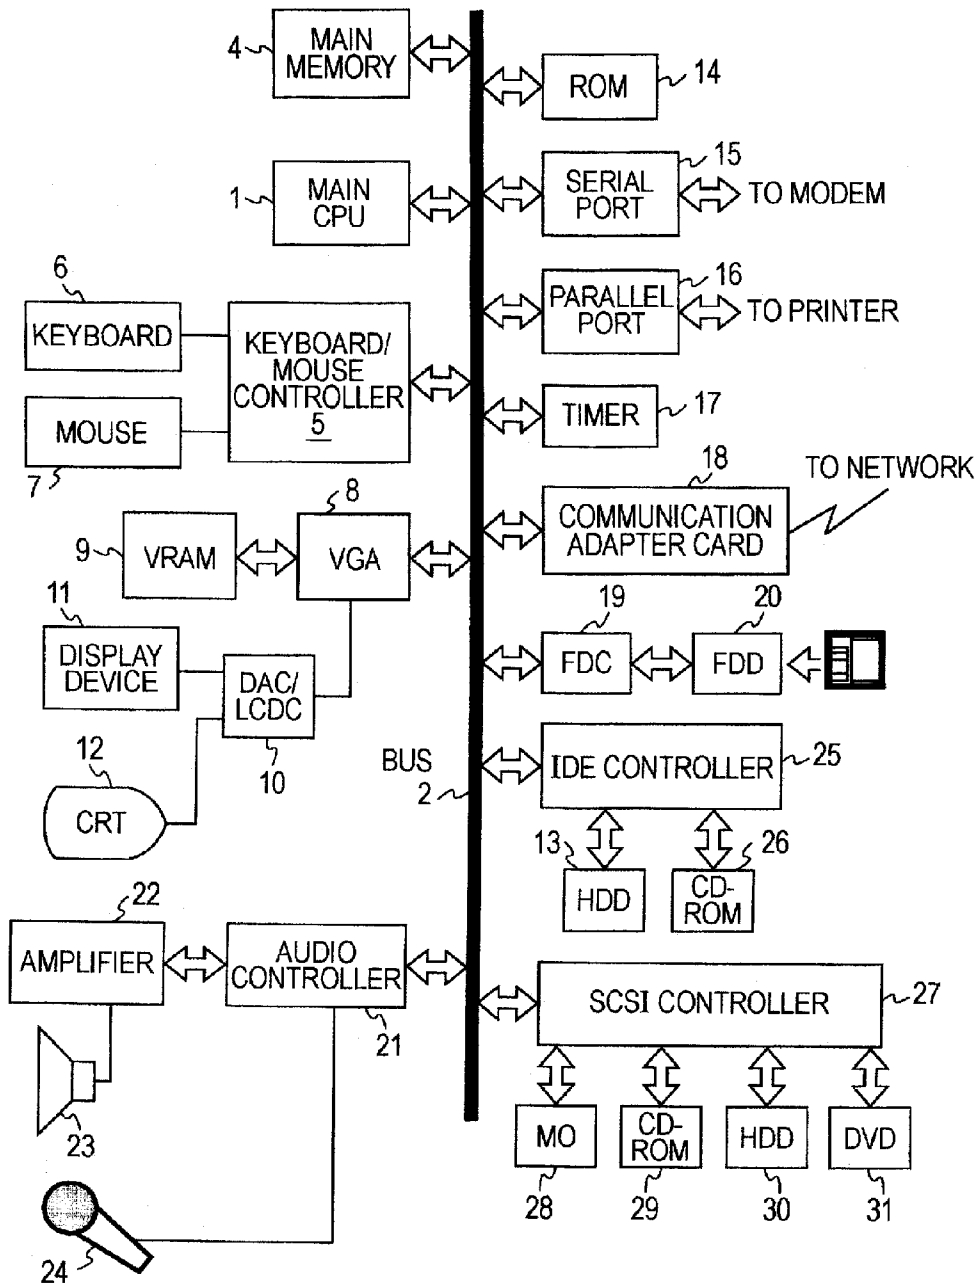 4
MAIN
MEMORY
ROM
14
1
MAIN
CPU
15
SERIAL
PORT
TO MODEM
6
KEYBOARD
KEYBOARD/
MOUSE
CONTROLLER
5
MOUSE
7
16
PARALLEL
PORT
TO PRINTER
TIMER
17
18
TO NETWORK
COMMUNICATION
ADAPTER CARD
8
9
VRAM
VGA
11
DISPLAY
DEVICE
DAC/
LCDC
10
12
CRT
19
20
FDC
FDD
BUS
2
IDE CONTROLLER
25
13
26
HDD
CD-
ROM
22
AMPLIFIER
AUDIO
CONTROLLER
21
23
24
SCSI CONTROLLER
27
MO
CD-
ROM
HDD
DVD
28
29
30
31